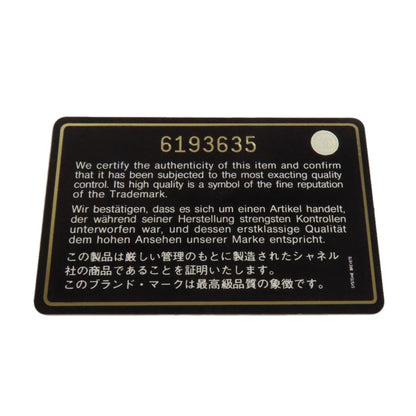 6193635
We certify the authenticity of this item and confirm
that it has been subjected to the most exacting quality
control. Its high quality is a symbol of the fine reputation
of the Trademark.
Wir bestätigen, dass es sich um einen Artikel handelt,
der während seiner Herstellung strengsten Kontrollen
unterworfen war, und dessen erstklassige Qualität
dem hohen Ansehen unserer Marke entspricht.
この製品は厳しい管理のもとに製造されたシャネル
社の商品であることを証明いたします。
このブランド・マークは最高級品質の象徴です。